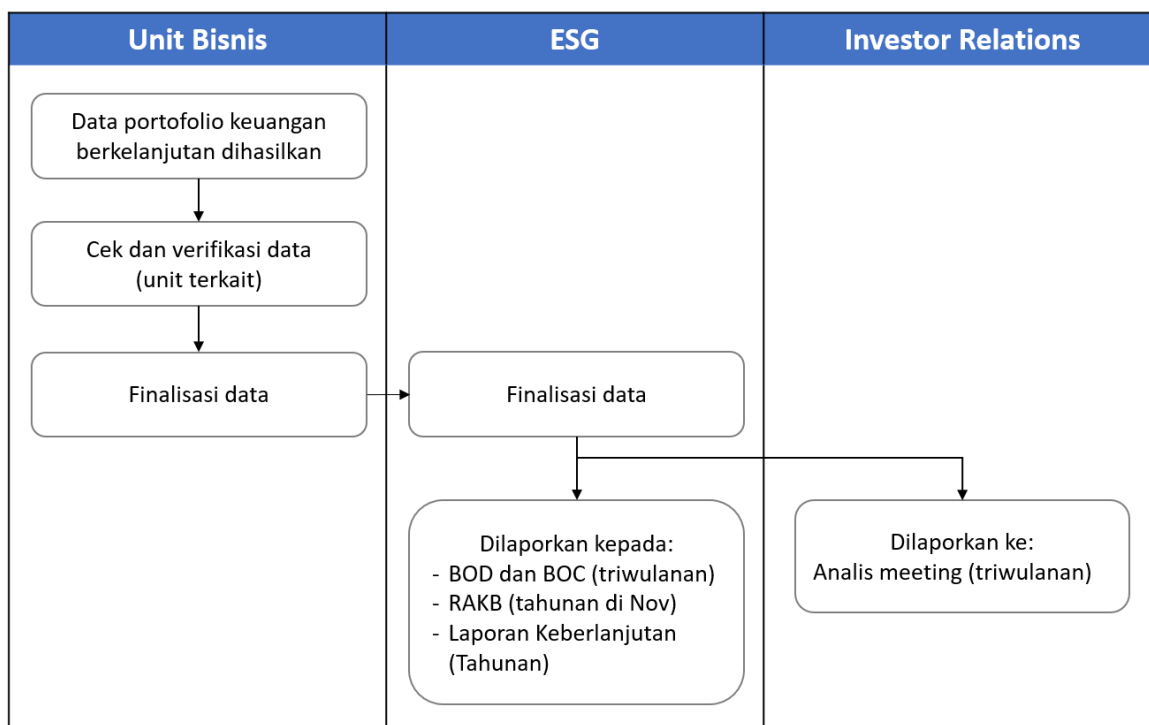 Unit Bisnis
ESG
Investor Relations
Data portofolio keuangan
berkelanjutan dihasilkan
Cek dan verifikasi data
(unit terkait)
Finalisasi data
Finalisasi data
Dilaporkan kepada:
- BOD dan BOC (triwulanan)
- RAKB (tahunan di Nov)
- Laporan Keberlanjutan
(Tahunan)
Dilaporkan ke:
Analis meeting (triwulanan)